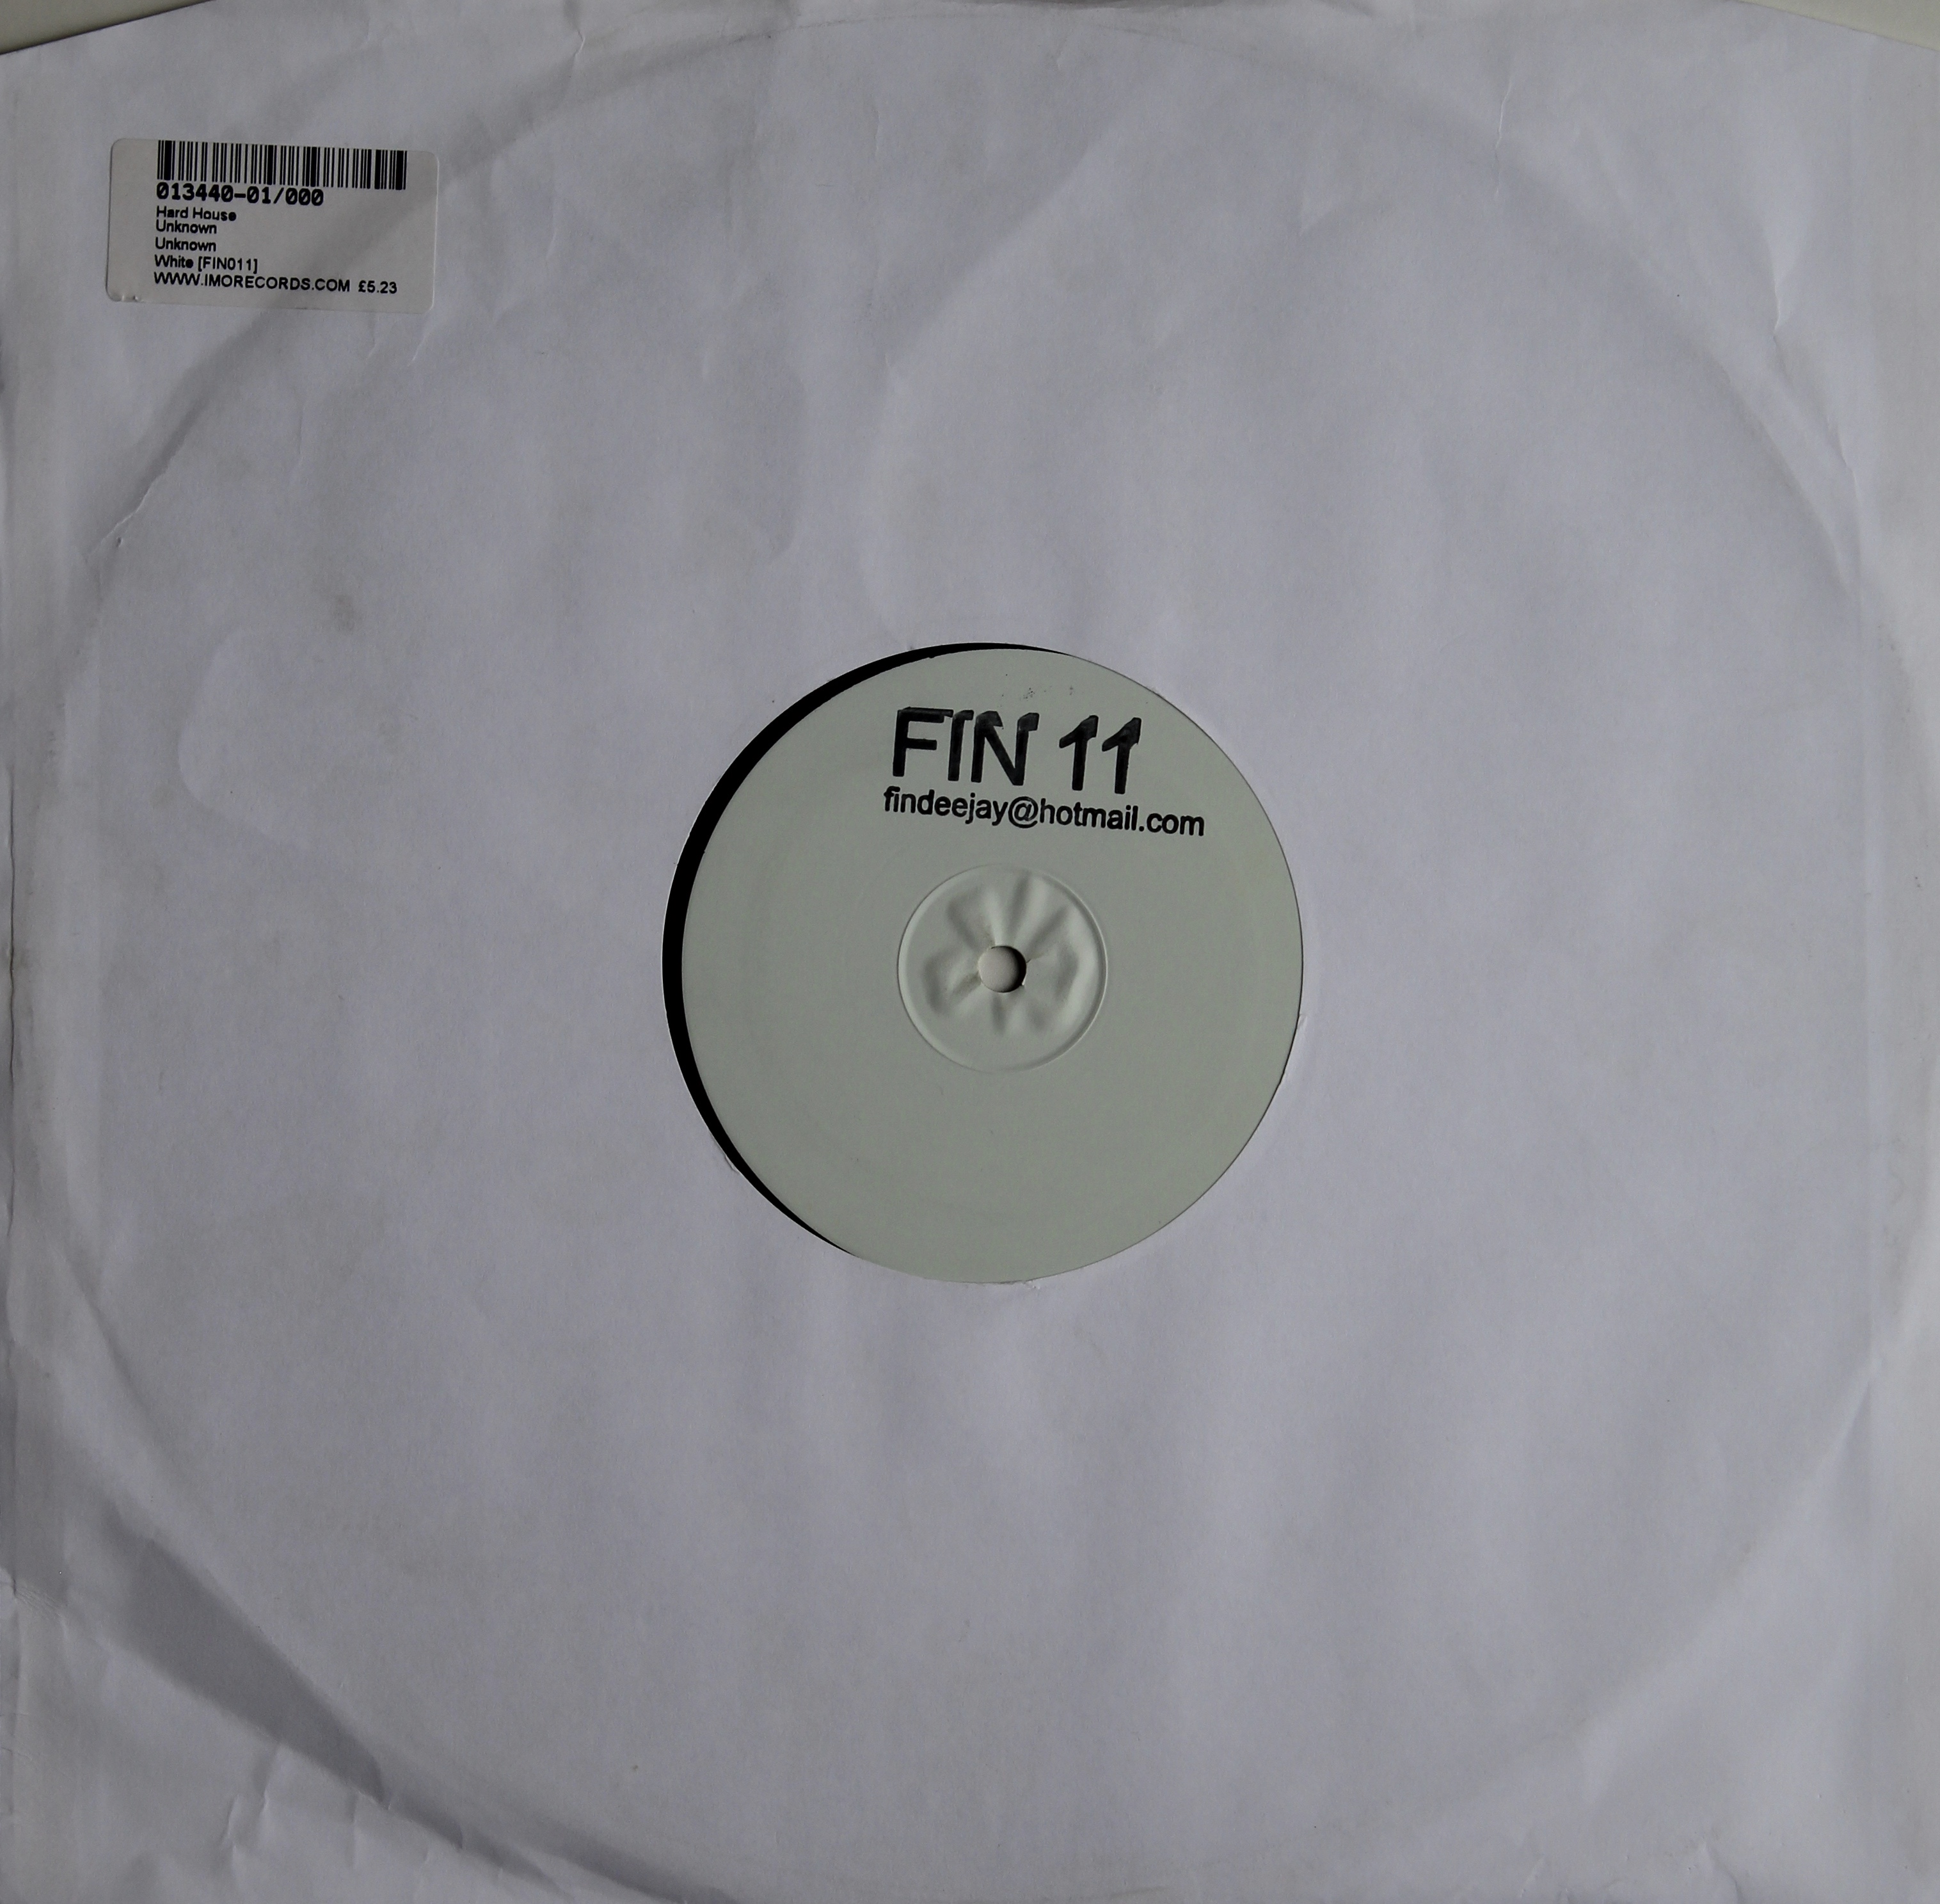 013440-01/000
Hard House
Unknown
Unknown
White [FIN011]
WWW.IMORECORDS.COM £5.23
FIN 11
findeejay@hotmail.com